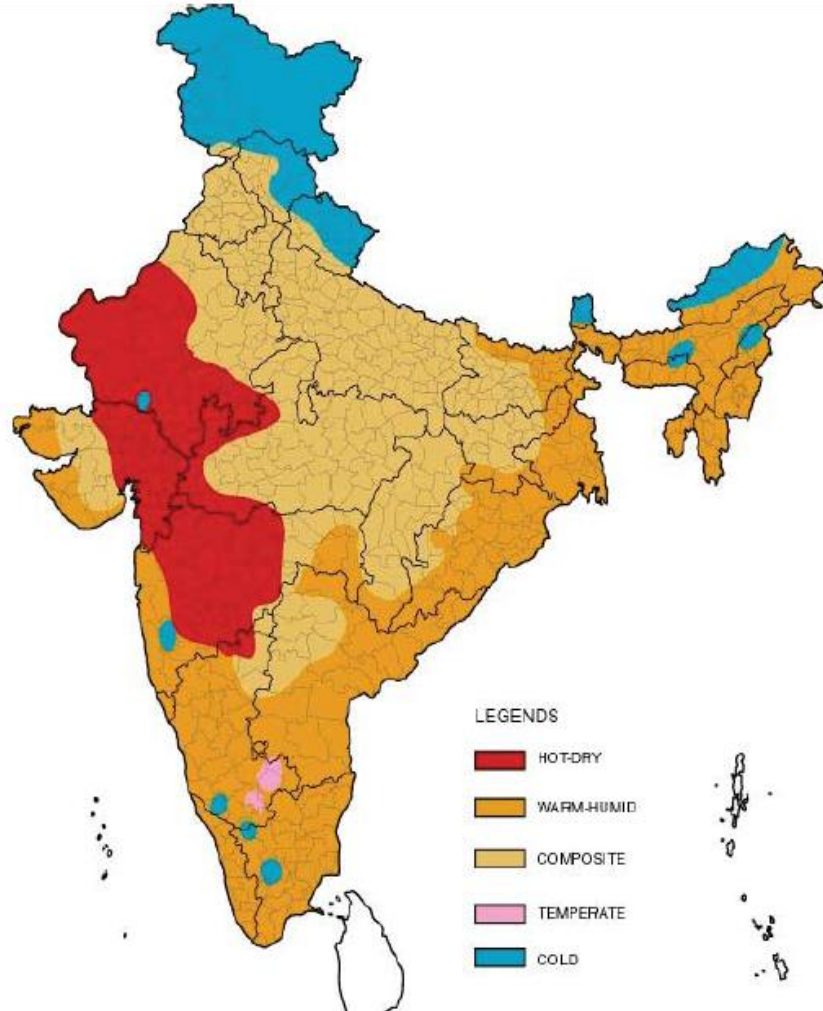 LEGENDS
HOT-DRY
WARM-HUMID
COMPOSITE
TEMPERATE
COLD